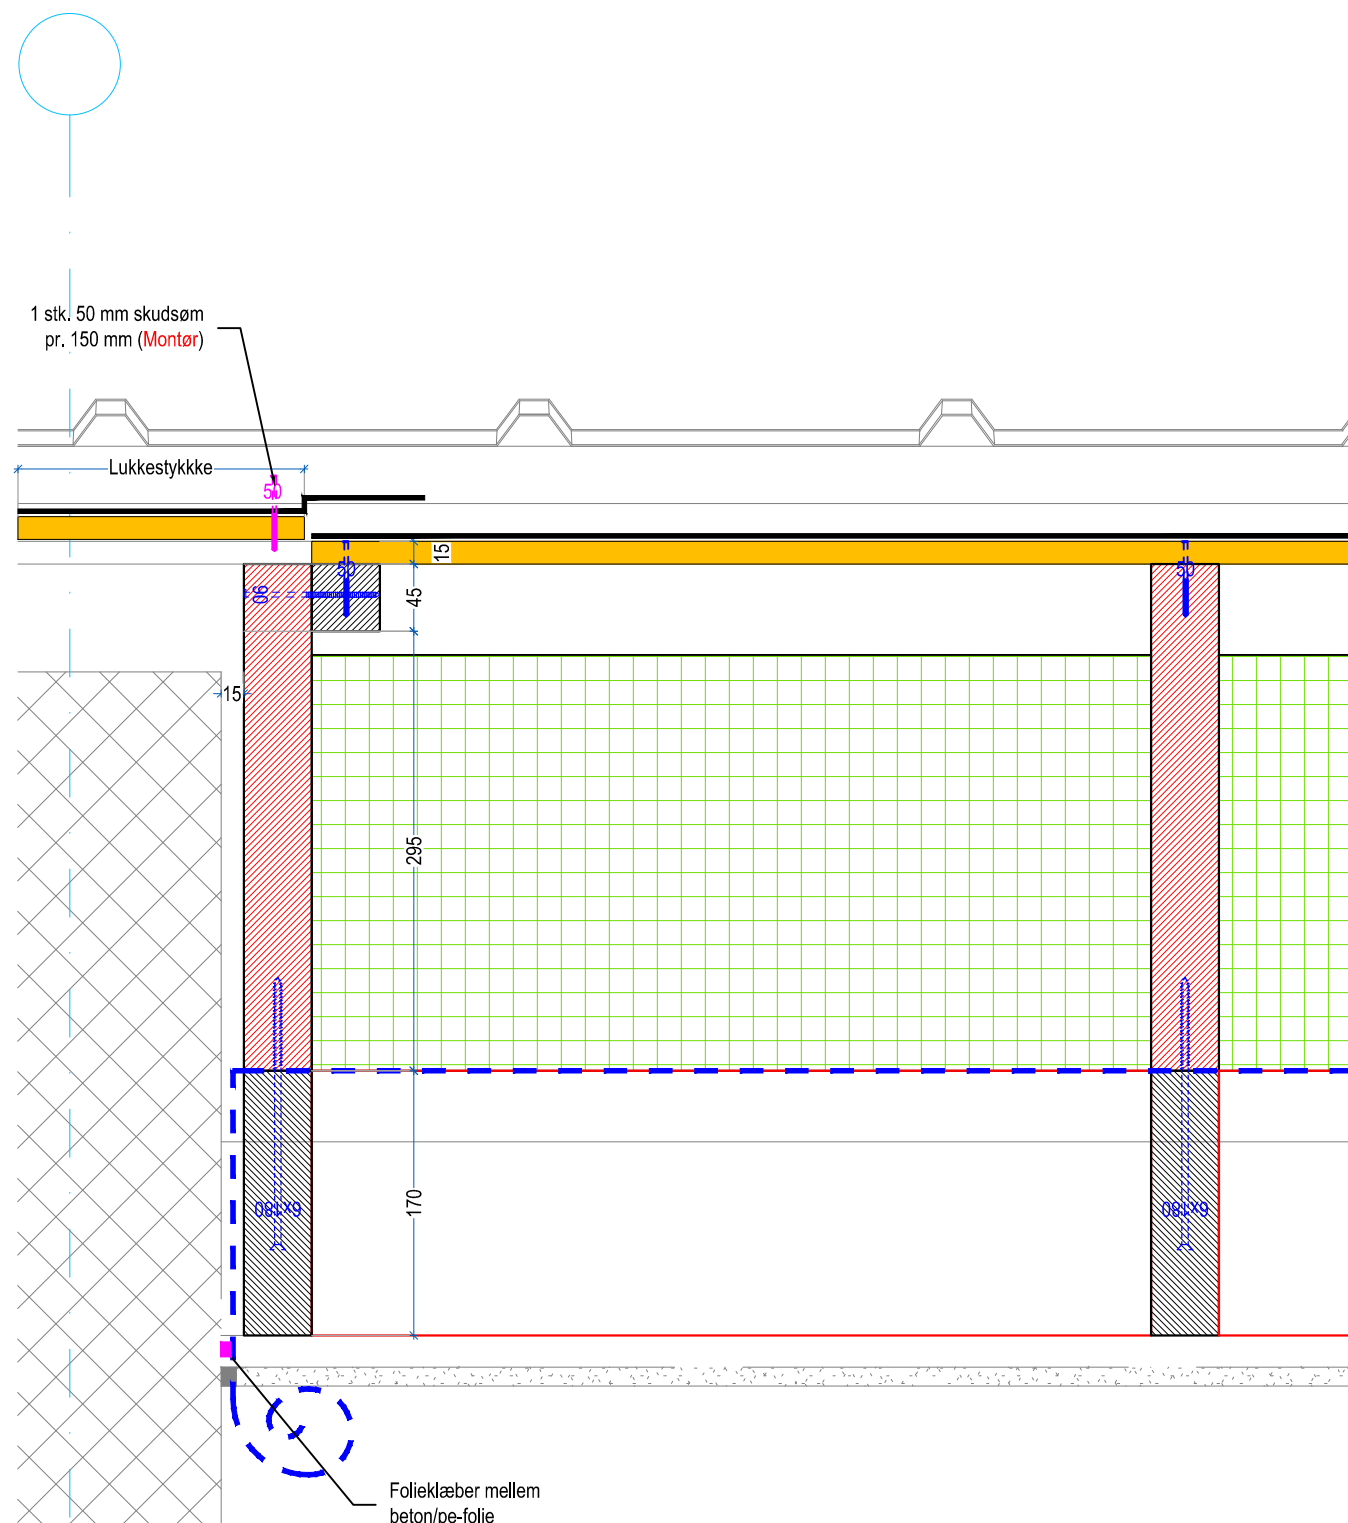 1 stk. 50 mm skudsøm
pr. 150 mm (Montør)
Lukkestykkke
50
15
50
50
90
45
15
295
170
6x180
6x180
Folieklæber mellem
beton/pe-folie